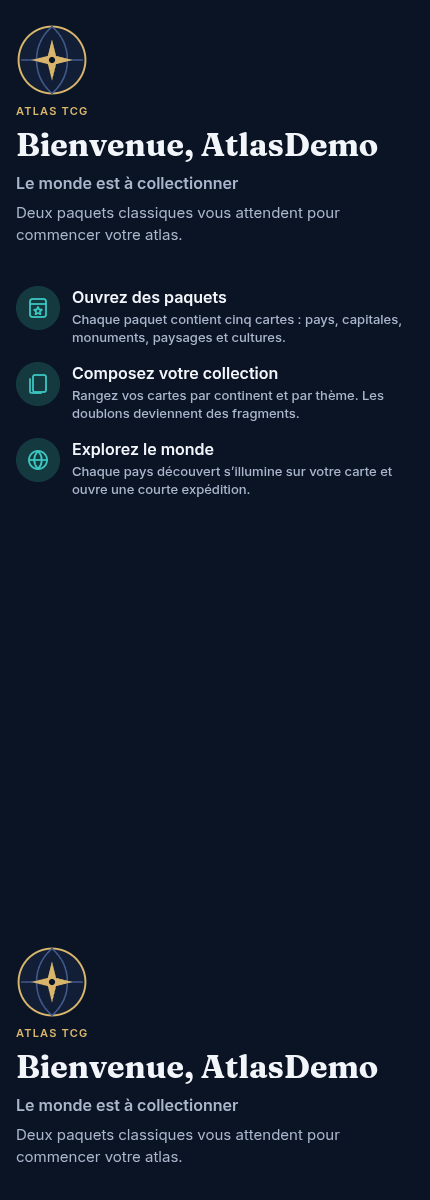 ATLAS TCG
Bienvenue, AtlasDemo
Le monde est à collectionner
Deux paquets classiques vous attendent pour
commencer votre atlas.
Ouvrez des paquets
Chaque paquet contient cinq cartes : pays, capitales,
monuments, paysages et cultures.
Composez votre collection
Rangez vos cartes par continent et par thème. Les
doublons deviennent des fragments.
Explorez le monde
Chaque pays découvert s’illumine sur votre carte et
ouvre une courte expédition.
ATLAS TCG
Bienvenue, AtlasDemo
Le monde est à collectionner
Deux paquets classiques vous attendent pour
commencer votre atlas.